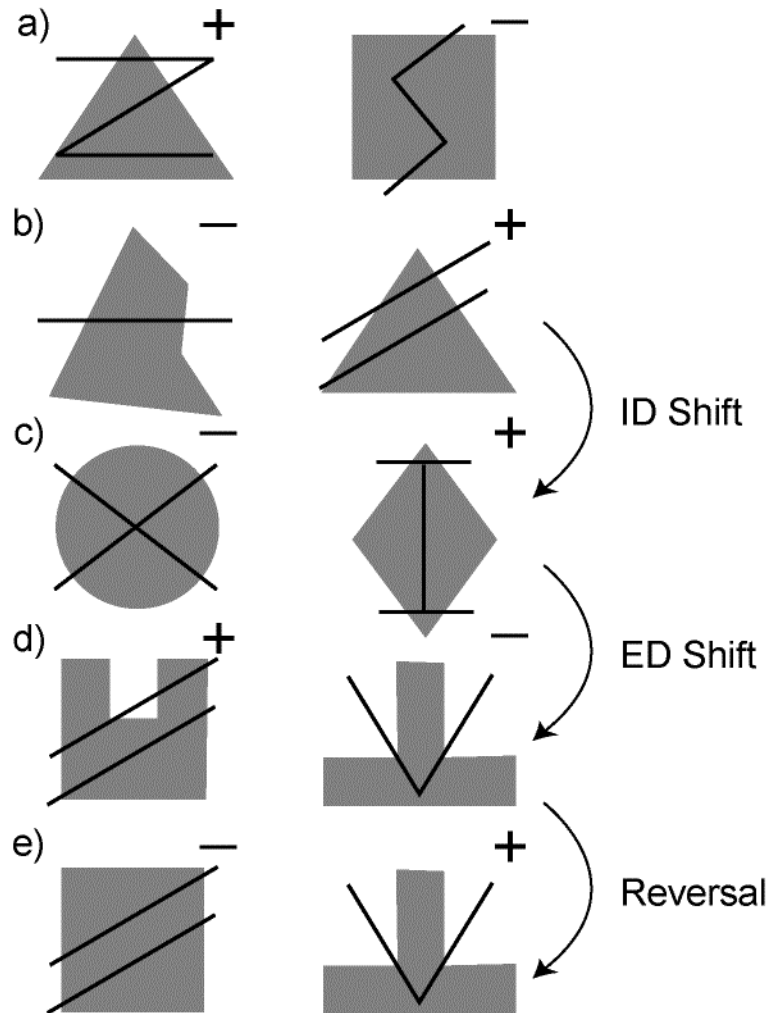 a) + −
b) − +
ID Shift
c) − +
ED Shift
d) + −
e) − +
Reversal